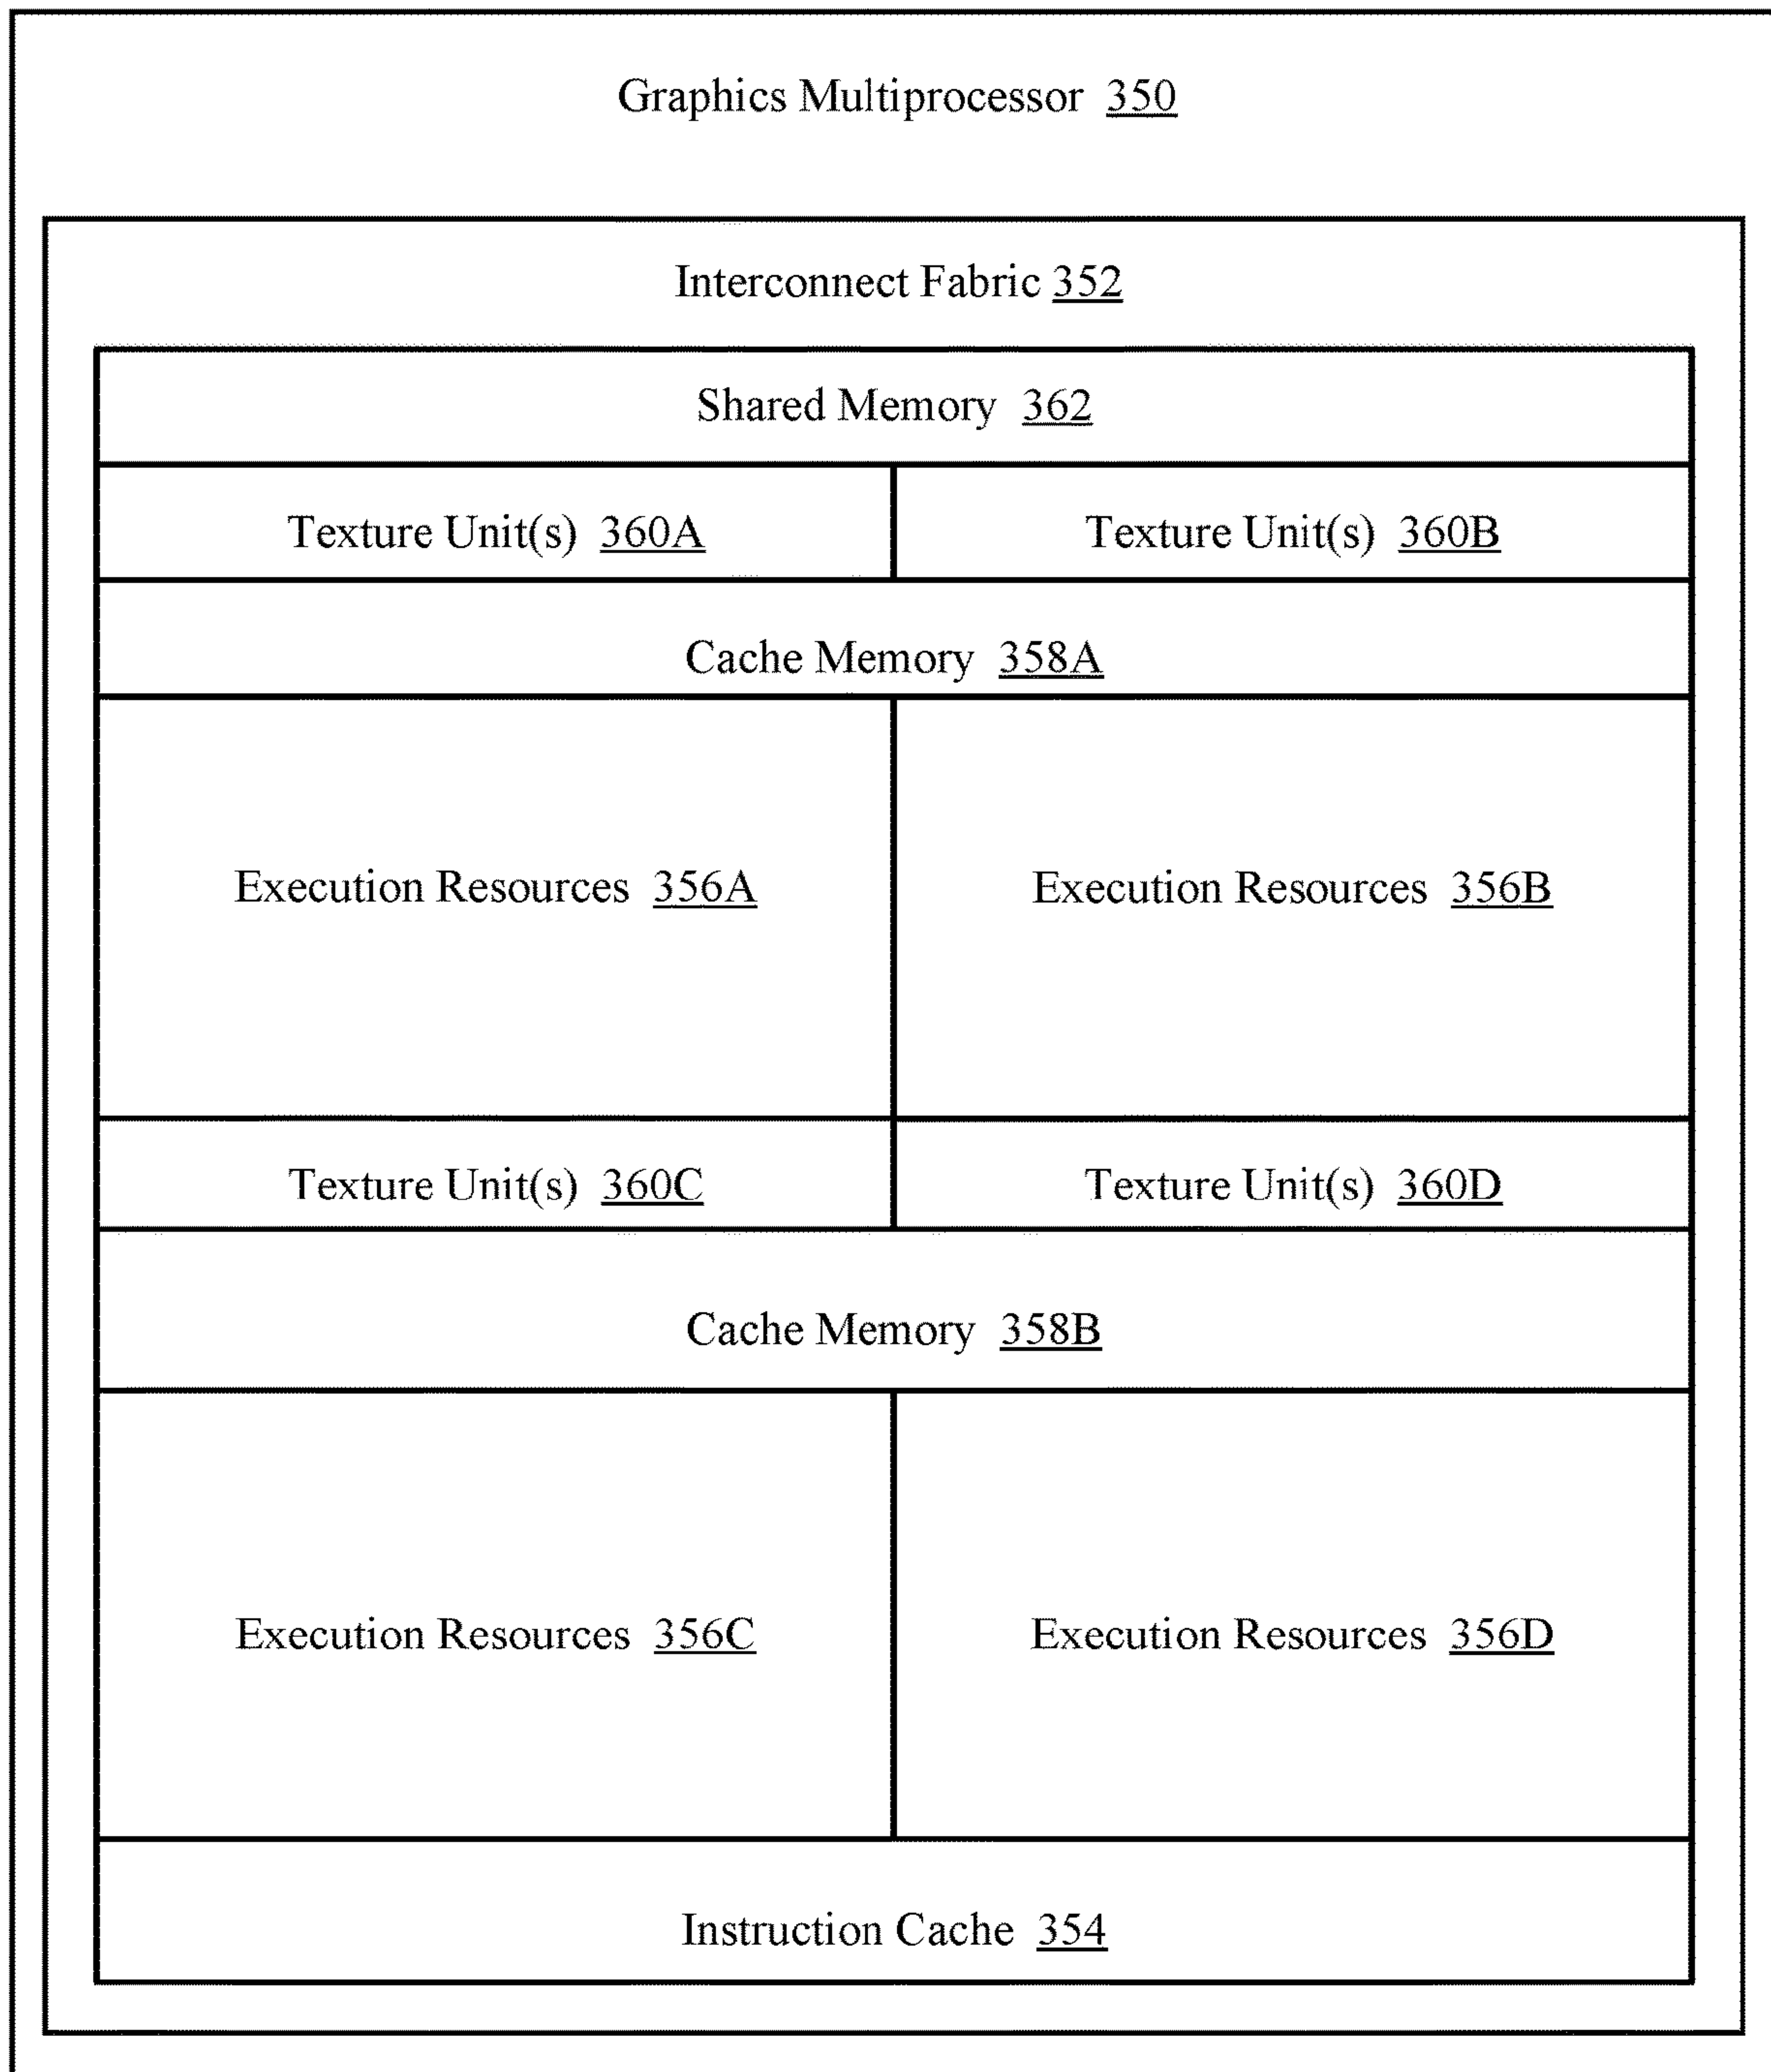 Graphics Multiprocessor 350
Interconnect Fabric 352
Shared Memory 362
Texture Unit(s) 360A
Texture Unit(s) 360B
Cache Memory 358A
Execution Resources 356A
Execution Resources 356B
Texture Unit(s) 360C
Texture Unit(s) 360D
Cache Memory 358B
Execution Resources 356C
Execution Resources 356D
Instruction Cache 354